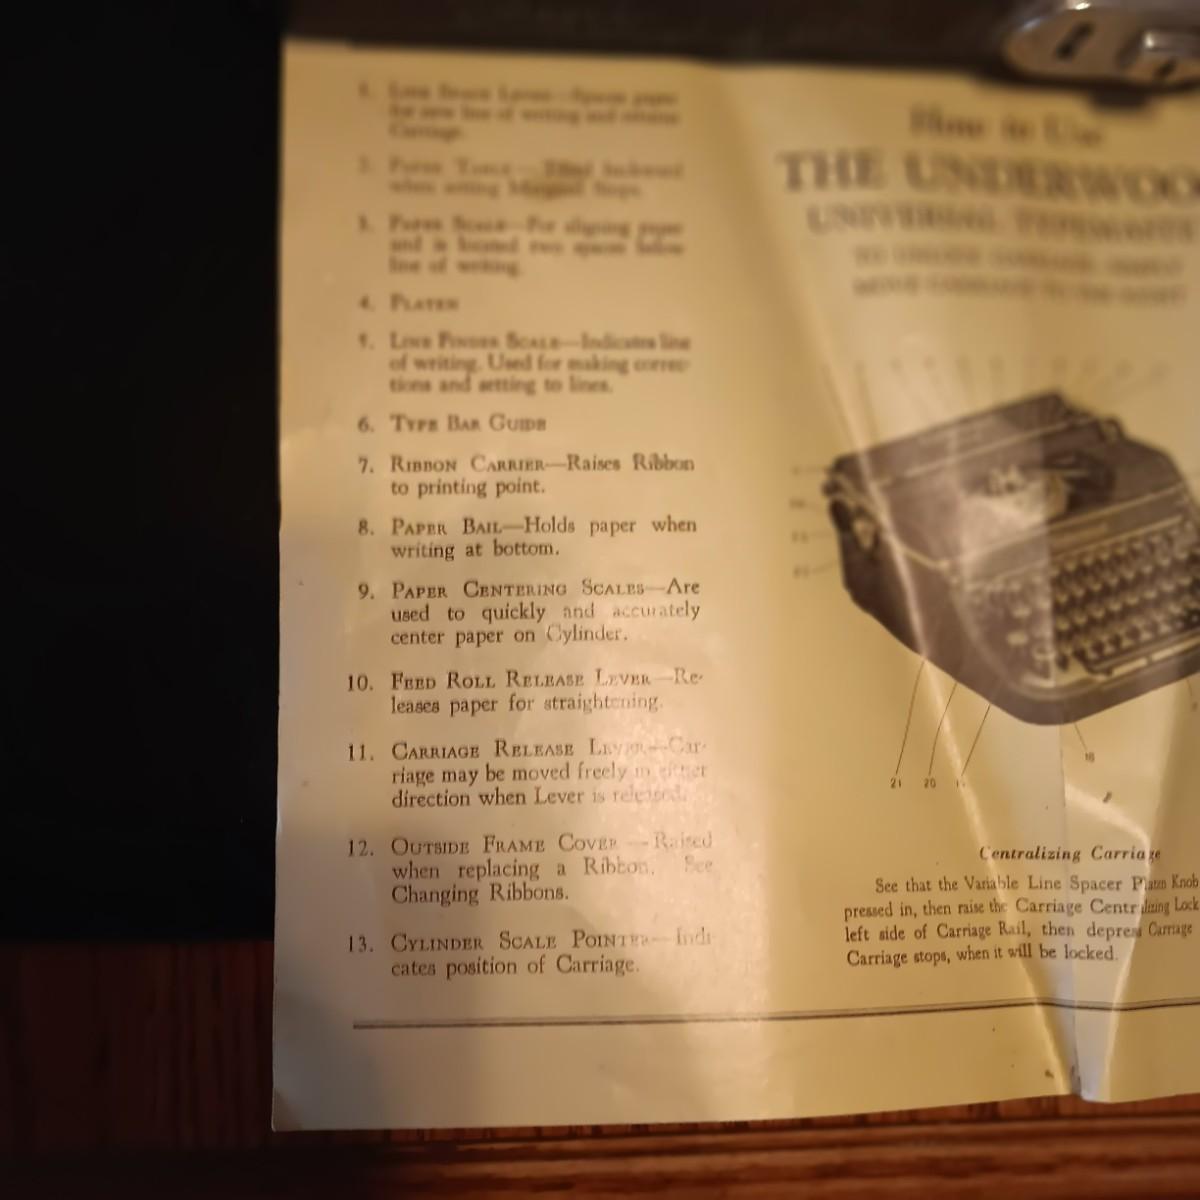 1. Line Space Lever—Spaces paper
for new line of writing and returns
Carriage.
2. Paper Table—Tilted backward
when setting Margin Stops.
3. Paper Scale—For aligning paper
and is located two spaces below
line of writing.
4. Platen
5. Line Finder Scale—Indicates line
of writing. Used for making correc-
tions and setting to lines.
6. Type Bar Guide
7. Ribbon Carrier—Raises Ribbon
to printing point.
8. Paper Bail—Holds paper when
writing at bottom.
9. Paper Centering Scales—Are
used to quickly and accurately
center paper on Cylinder.
10. Feed Roll Release Lever—Re-
leases paper for straightening.
11. Carriage Release Lever—Car-
riage may be moved freely in either
direction when Lever is released.
12. Outside Frame Cover—Raised
when replacing a Ribbon. See
Changing Ribbons.
13. Cylinder Scale Pointer—Indi-
cates position of Carriage.
How to Use
THE UNDERWOO
UNIVERSAL TYPEWRITE
21 20 18
Centralizing Carriage
See that the Variable Line Spacer Platen Knob
pressed in, then raise the Carriage Centralizing Lock
left side of Carriage Rail, then depress Carriage
Carriage stops, when it will be locked.